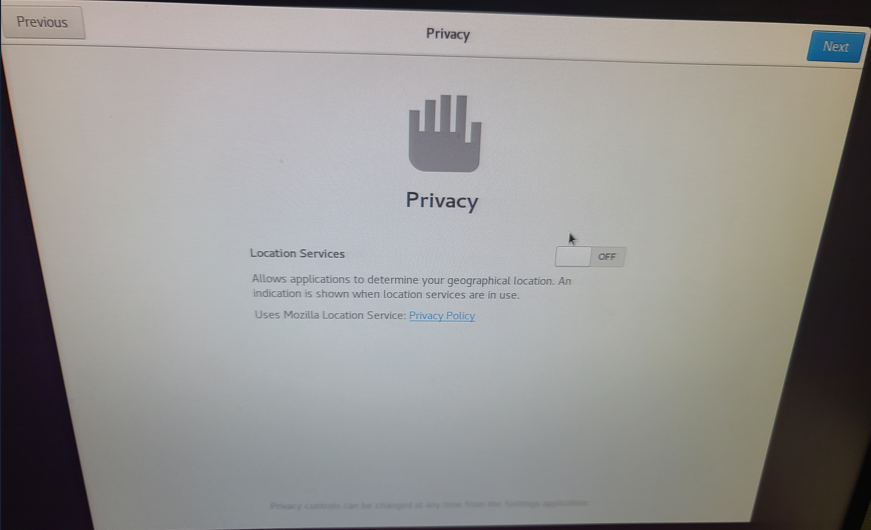 Previous
Privacy
Next
Privacy
Location Services
OFF
Allows applications to determine your geographical location. An
indication is shown when location services are in use.
Uses Mozilla Location Service: Privacy Policy
Privacy controls can be changed at any time from the Settings application.